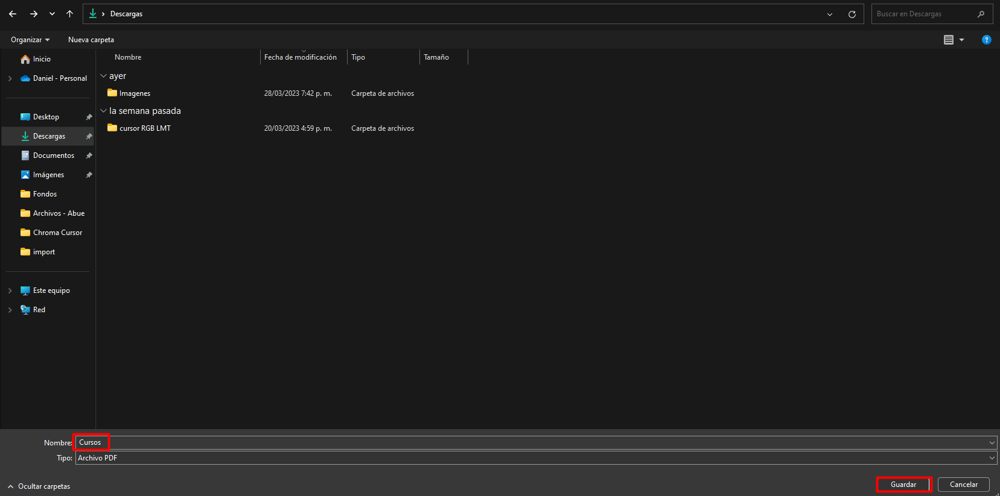 Descargas
Buscar en Descargas
Organizar
Nueva carpeta
?
Inicio
Daniel - Personal
Desktop
Descargas
Documentos
Imágenes
Fondos
Archivos - Abue
Chroma Cursor
import
Este equipo
Red
Nombre Fecha de modificación Tipo Tamaño
ayer
Imagenes 28/03/2023 7:42 p. m. Carpeta de archivos
la semana pasada
cursor RGB LMT 20/03/2023 4:59 p. m. Carpeta de archivos
Nombre: Cursos
Tipo: Archivo PDF
Ocultar carpetas
Guardar
Cancelar